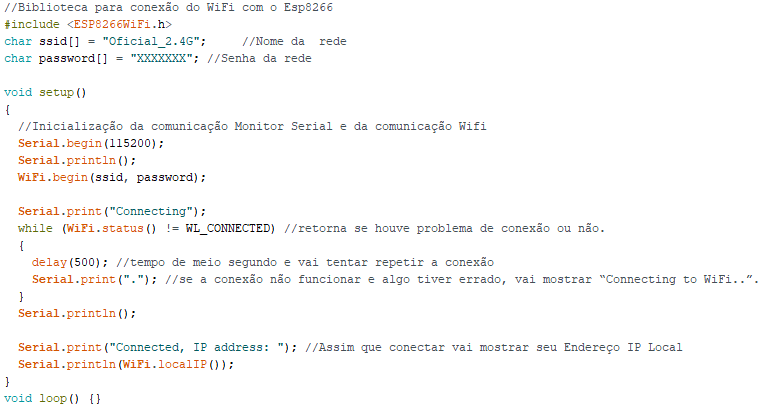 //Biblioteca para conexão do WiFi com o Esp8266
#include <ESP8266WiFi.h>
char ssid[] = "Oficial_2.4G";     //Nome da  rede
char password[] = "XXXXXXX"; //Senha da rede

void setup()
{
  //Inicialização da comunicação Monitor Serial e da comunicação Wifi
  Serial.begin(115200);
  Serial.println();
  WiFi.begin(ssid, password);

  Serial.print("Connecting");
  while (WiFi.status() != WL_CONNECTED) //retorna se houve problema de conexão ou não.
  {
    delay(500); //tempo de meio segundo e vai tentar repetir a conexão
    Serial.print("."); //se a conexão não funcionar e algo tiver errado, vai mostrar “Connecting to WiFi..”.
  }
  Serial.println();

  Serial.print("Connected, IP address: "); //Assim que conectar vai mostrar seu Endereço IP Local
  Serial.println(WiFi.localIP());
}
void loop() {}